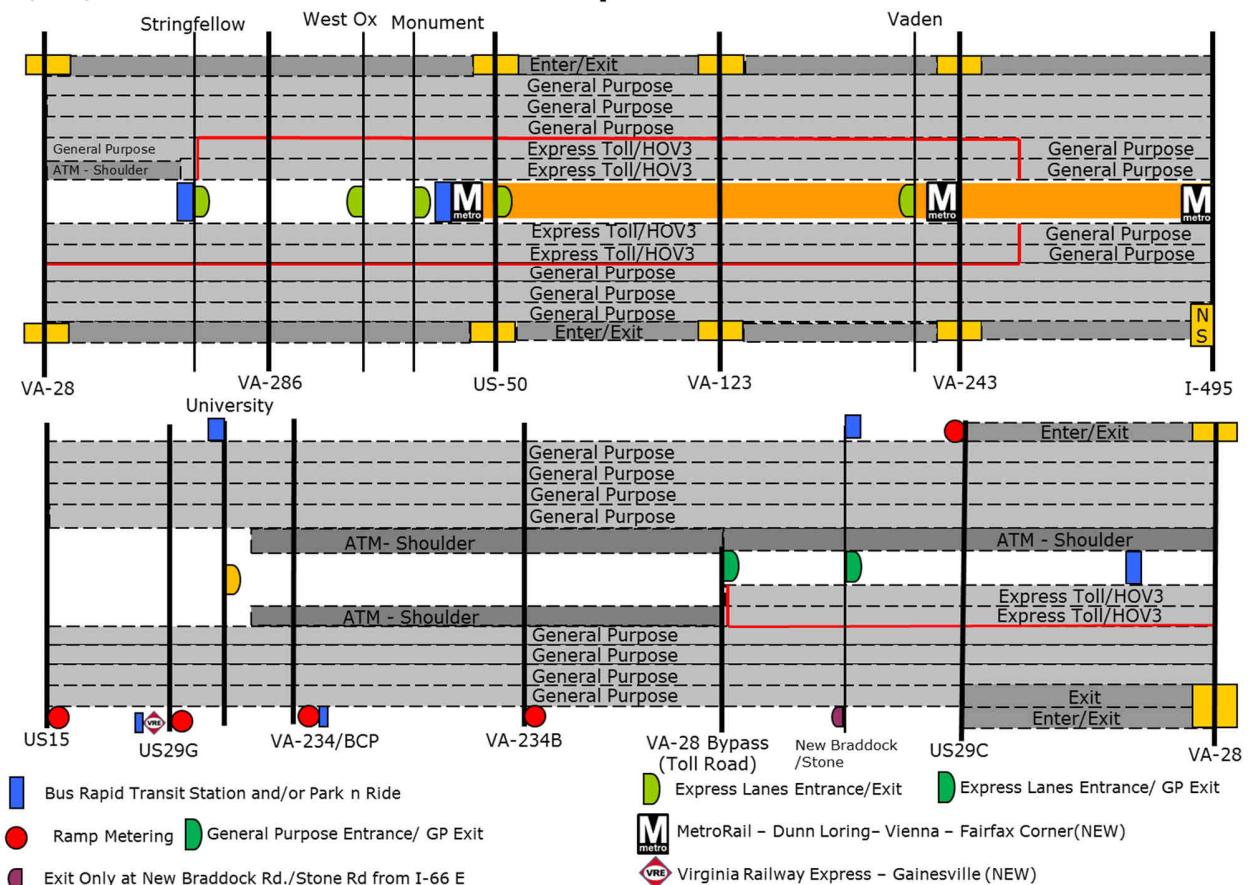 Stringfellow
West Ox
Monument
Vaden
Enter/Exit
General Purpose
General Purpose
General Purpose
General Purpose
Express Toll/HOV3
General Purpose
ATM - Shoulder
Express Toll/HOV3
General Purpose
M
metro
M
metro
M
metro
Express Toll/HOV3
General Purpose
Express Toll/HOV3
General Purpose
General Purpose
General Purpose
General Purpose
Enter/Exit
N
S
VA-28
VA-286
US-50
VA-123
VA-243
I-495
University
Enter/Exit
General Purpose
General Purpose
General Purpose
General Purpose
ATM- Shoulder
ATM - Shoulder
Express Toll/HOV3
ATM - Shoulder
Express Toll/HOV3
General Purpose
General Purpose
General Purpose
General Purpose
Exit
Enter/Exit
VRE
US15
US29G
VA-234/BCP
VA-234B
VA-28 Bypass
(Toll Road)
New Braddock
/Stone
US29C
VA-28
Bus Rapid Transit Station and/or Park n Ride
Express Lanes Entrance/Exit
Express Lanes Entrance/ GP Exit
Ramp Metering
General Purpose Entrance/ GP Exit
M
metro
MetroRail – Dunn Loring– Vienna – Fairfax Corner(NEW)
Exit Only at New Braddock Rd./Stone Rd from I-66 E
VRE
Virginia Railway Express – Gainesville (NEW)